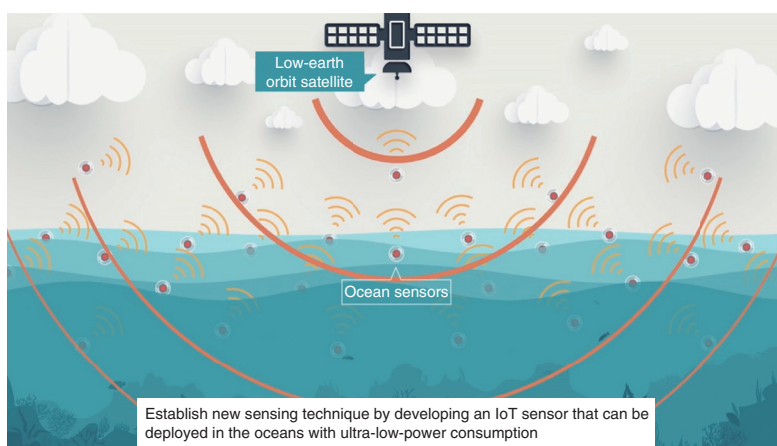 Low-earth
orbit satellite
Ocean sensors
Establish new sensing technique by developing an IoT sensor that can be
deployed in the oceans with ultra-low-power consumption